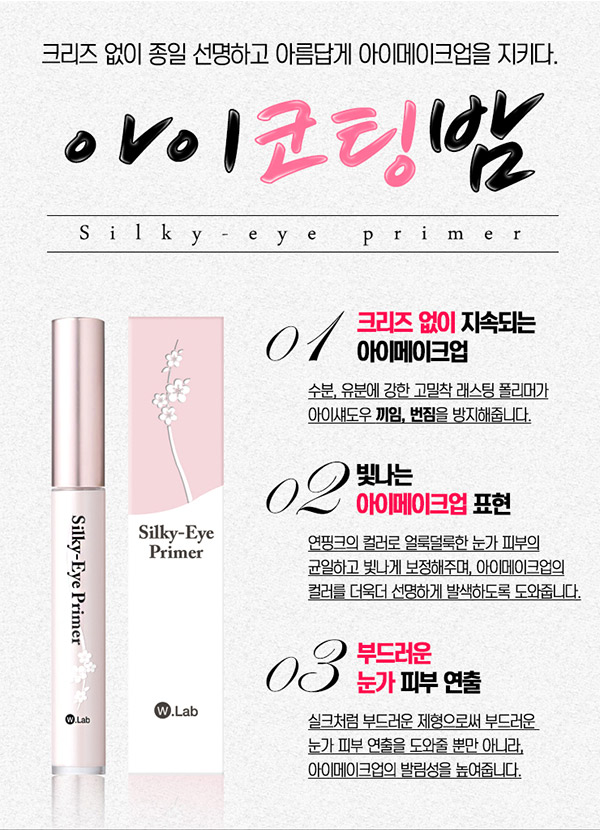 크리즈 없이 종일 선명하고 아름답게 아이메이크업을 지키다.
아이코팅밤
Silky-eye primer
01 크리즈 없이 지속되는
아이메이크업
수분, 유분에 강한 고밀착 래스팅 폴리머가
아이섀도우 끼임, 번짐을 방지해줍니다.
02 빛나는
아이메이크업 표현
연핑크의 컬러로 얼룩덜룩한 눈가 피부의
균일하고 빛나게 보정해주며, 아이메이크업의
컬러를 더욱더 선명하게 발색하도록 도와줍니다.
03 부드러운
눈가 피부 연출
실크처럼 부드러운 제형으로써 부드러운
눈가 피부 연출을 도와줄 뿐만 아니라,
아이메이크업의 발림성을 높여줍니다.
Silky-Eye Primer
W.Lab
Silky-Eye
Primer
W.Lab